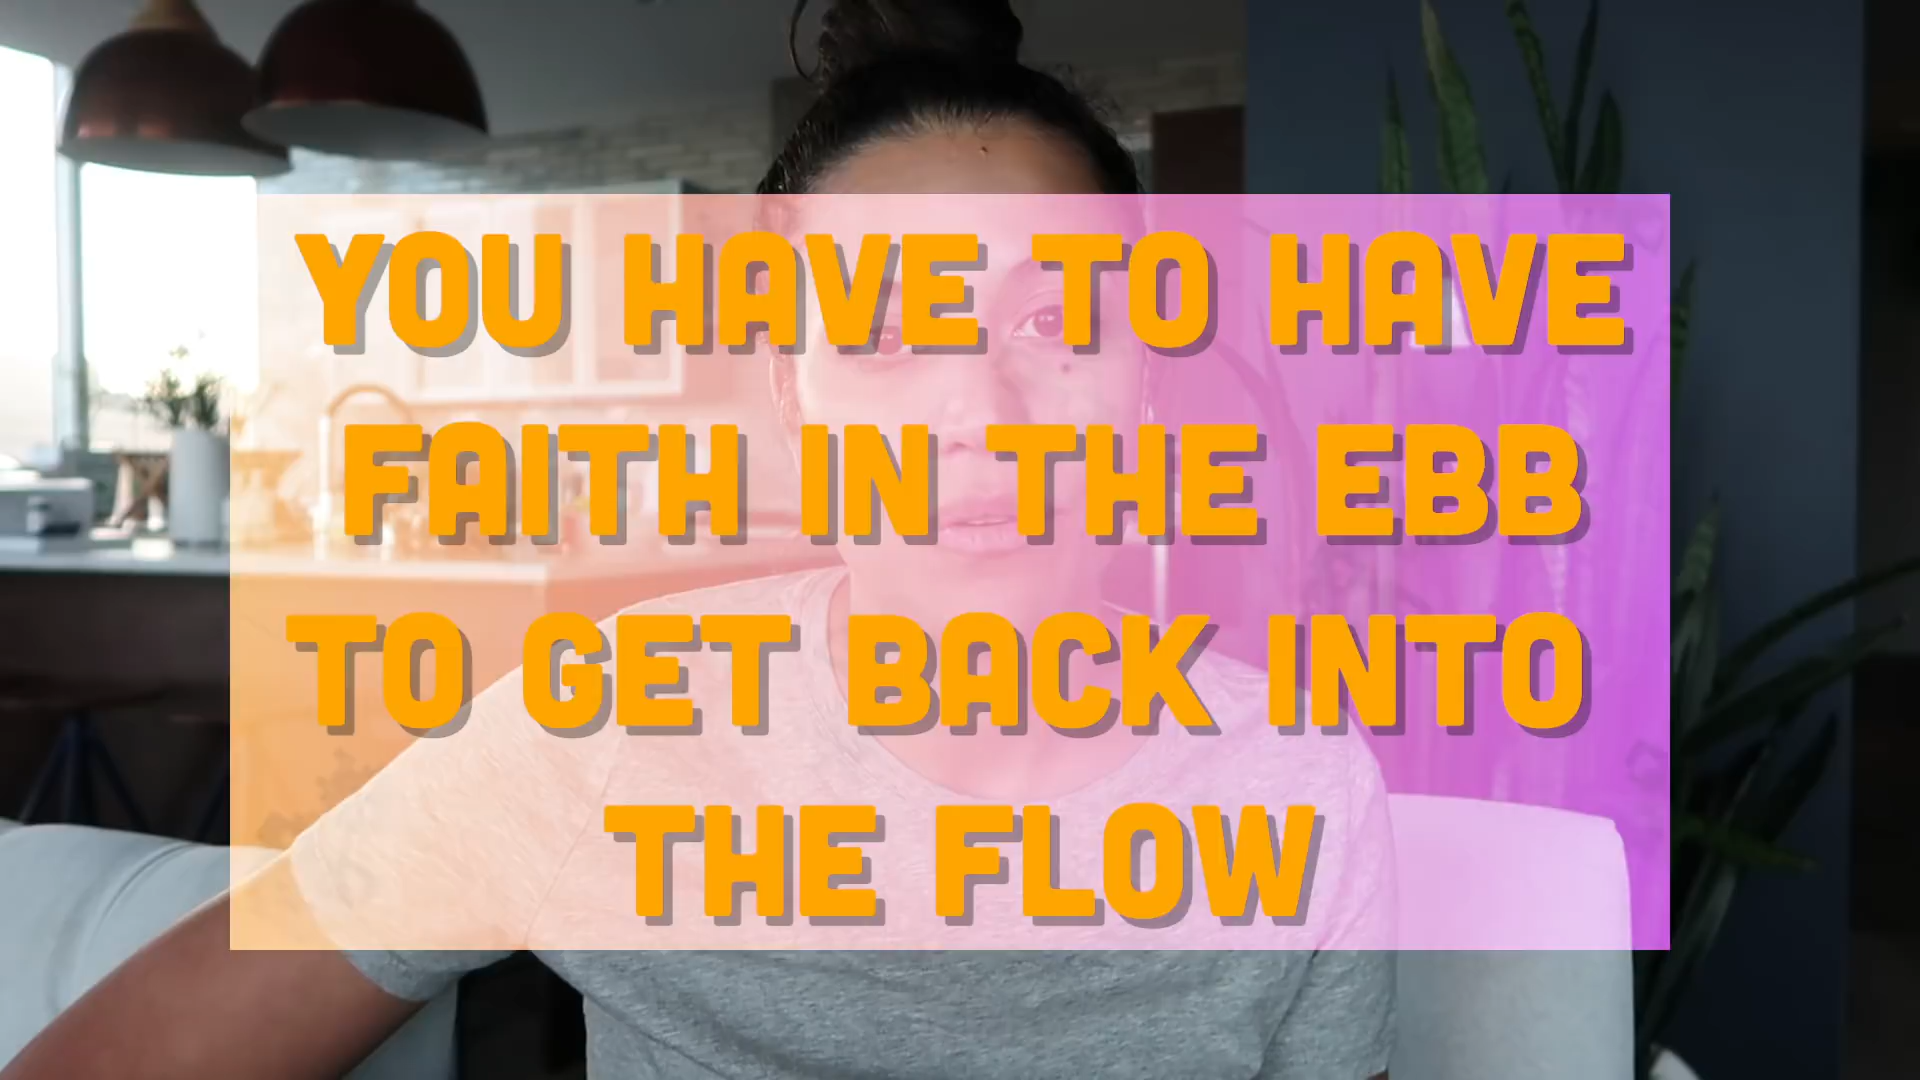 YOU HAVE TO HAVE
FAITH IN THE EBB
TO GET BACK INTO
THE FLOW